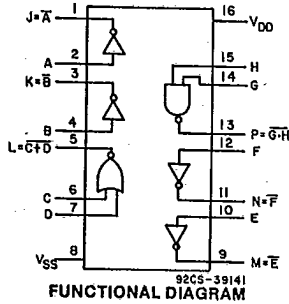 J=A̅ 1
A 2
K=B̅ 3
B 4
L=C̅+̅D̅ 5
C 6
D 7
VSS 8
16 VDD
15 H
14 G
13 P=G̅·̅H̅
12 F
11 N=F̅
10 E
9 M=E̅
92CS-39141
FUNCTIONAL DIAGRAM